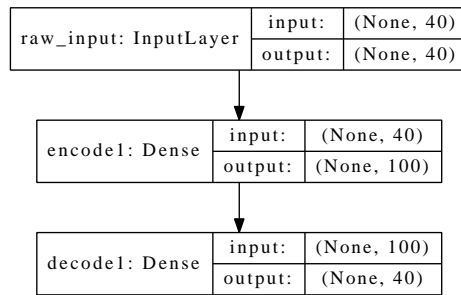 raw_input: InputLayer
input: (None, 40)
output: (None, 40)
encode1: Dense
input: (None, 40)
output: (None, 100)
decode1: Dense
input: (None, 100)
output: (None, 40)